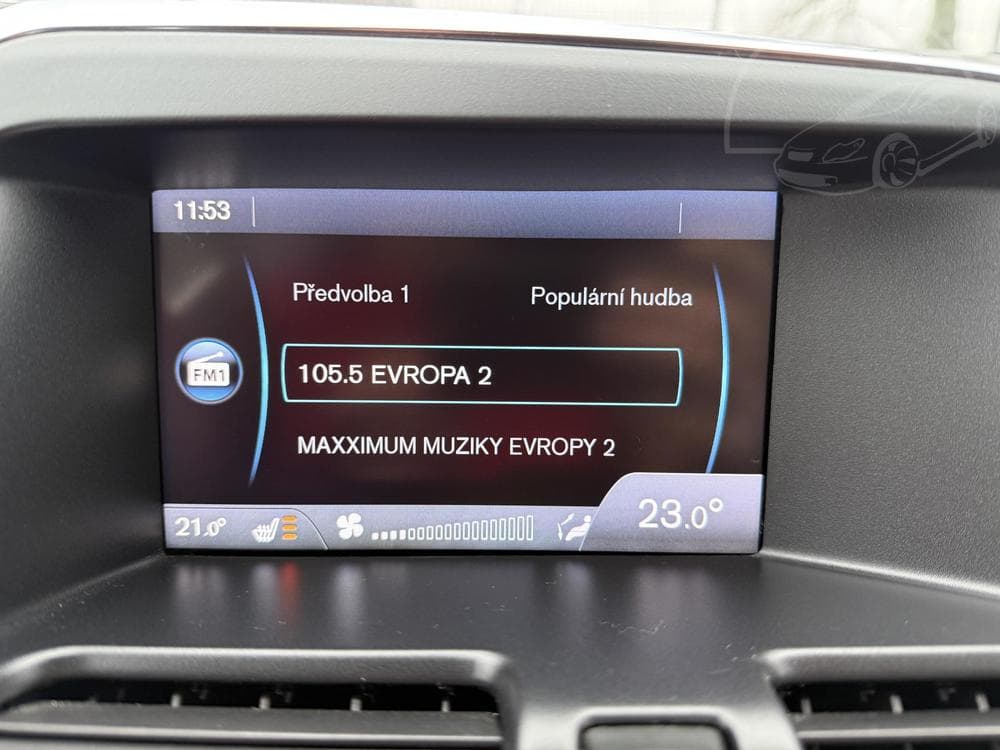 11:53
Předvolba 1 Populární hudba
FM1
105.5 EVROPA 2
MAXXIMUM MUZIKY EVROPY 2
21.0° 23.0°